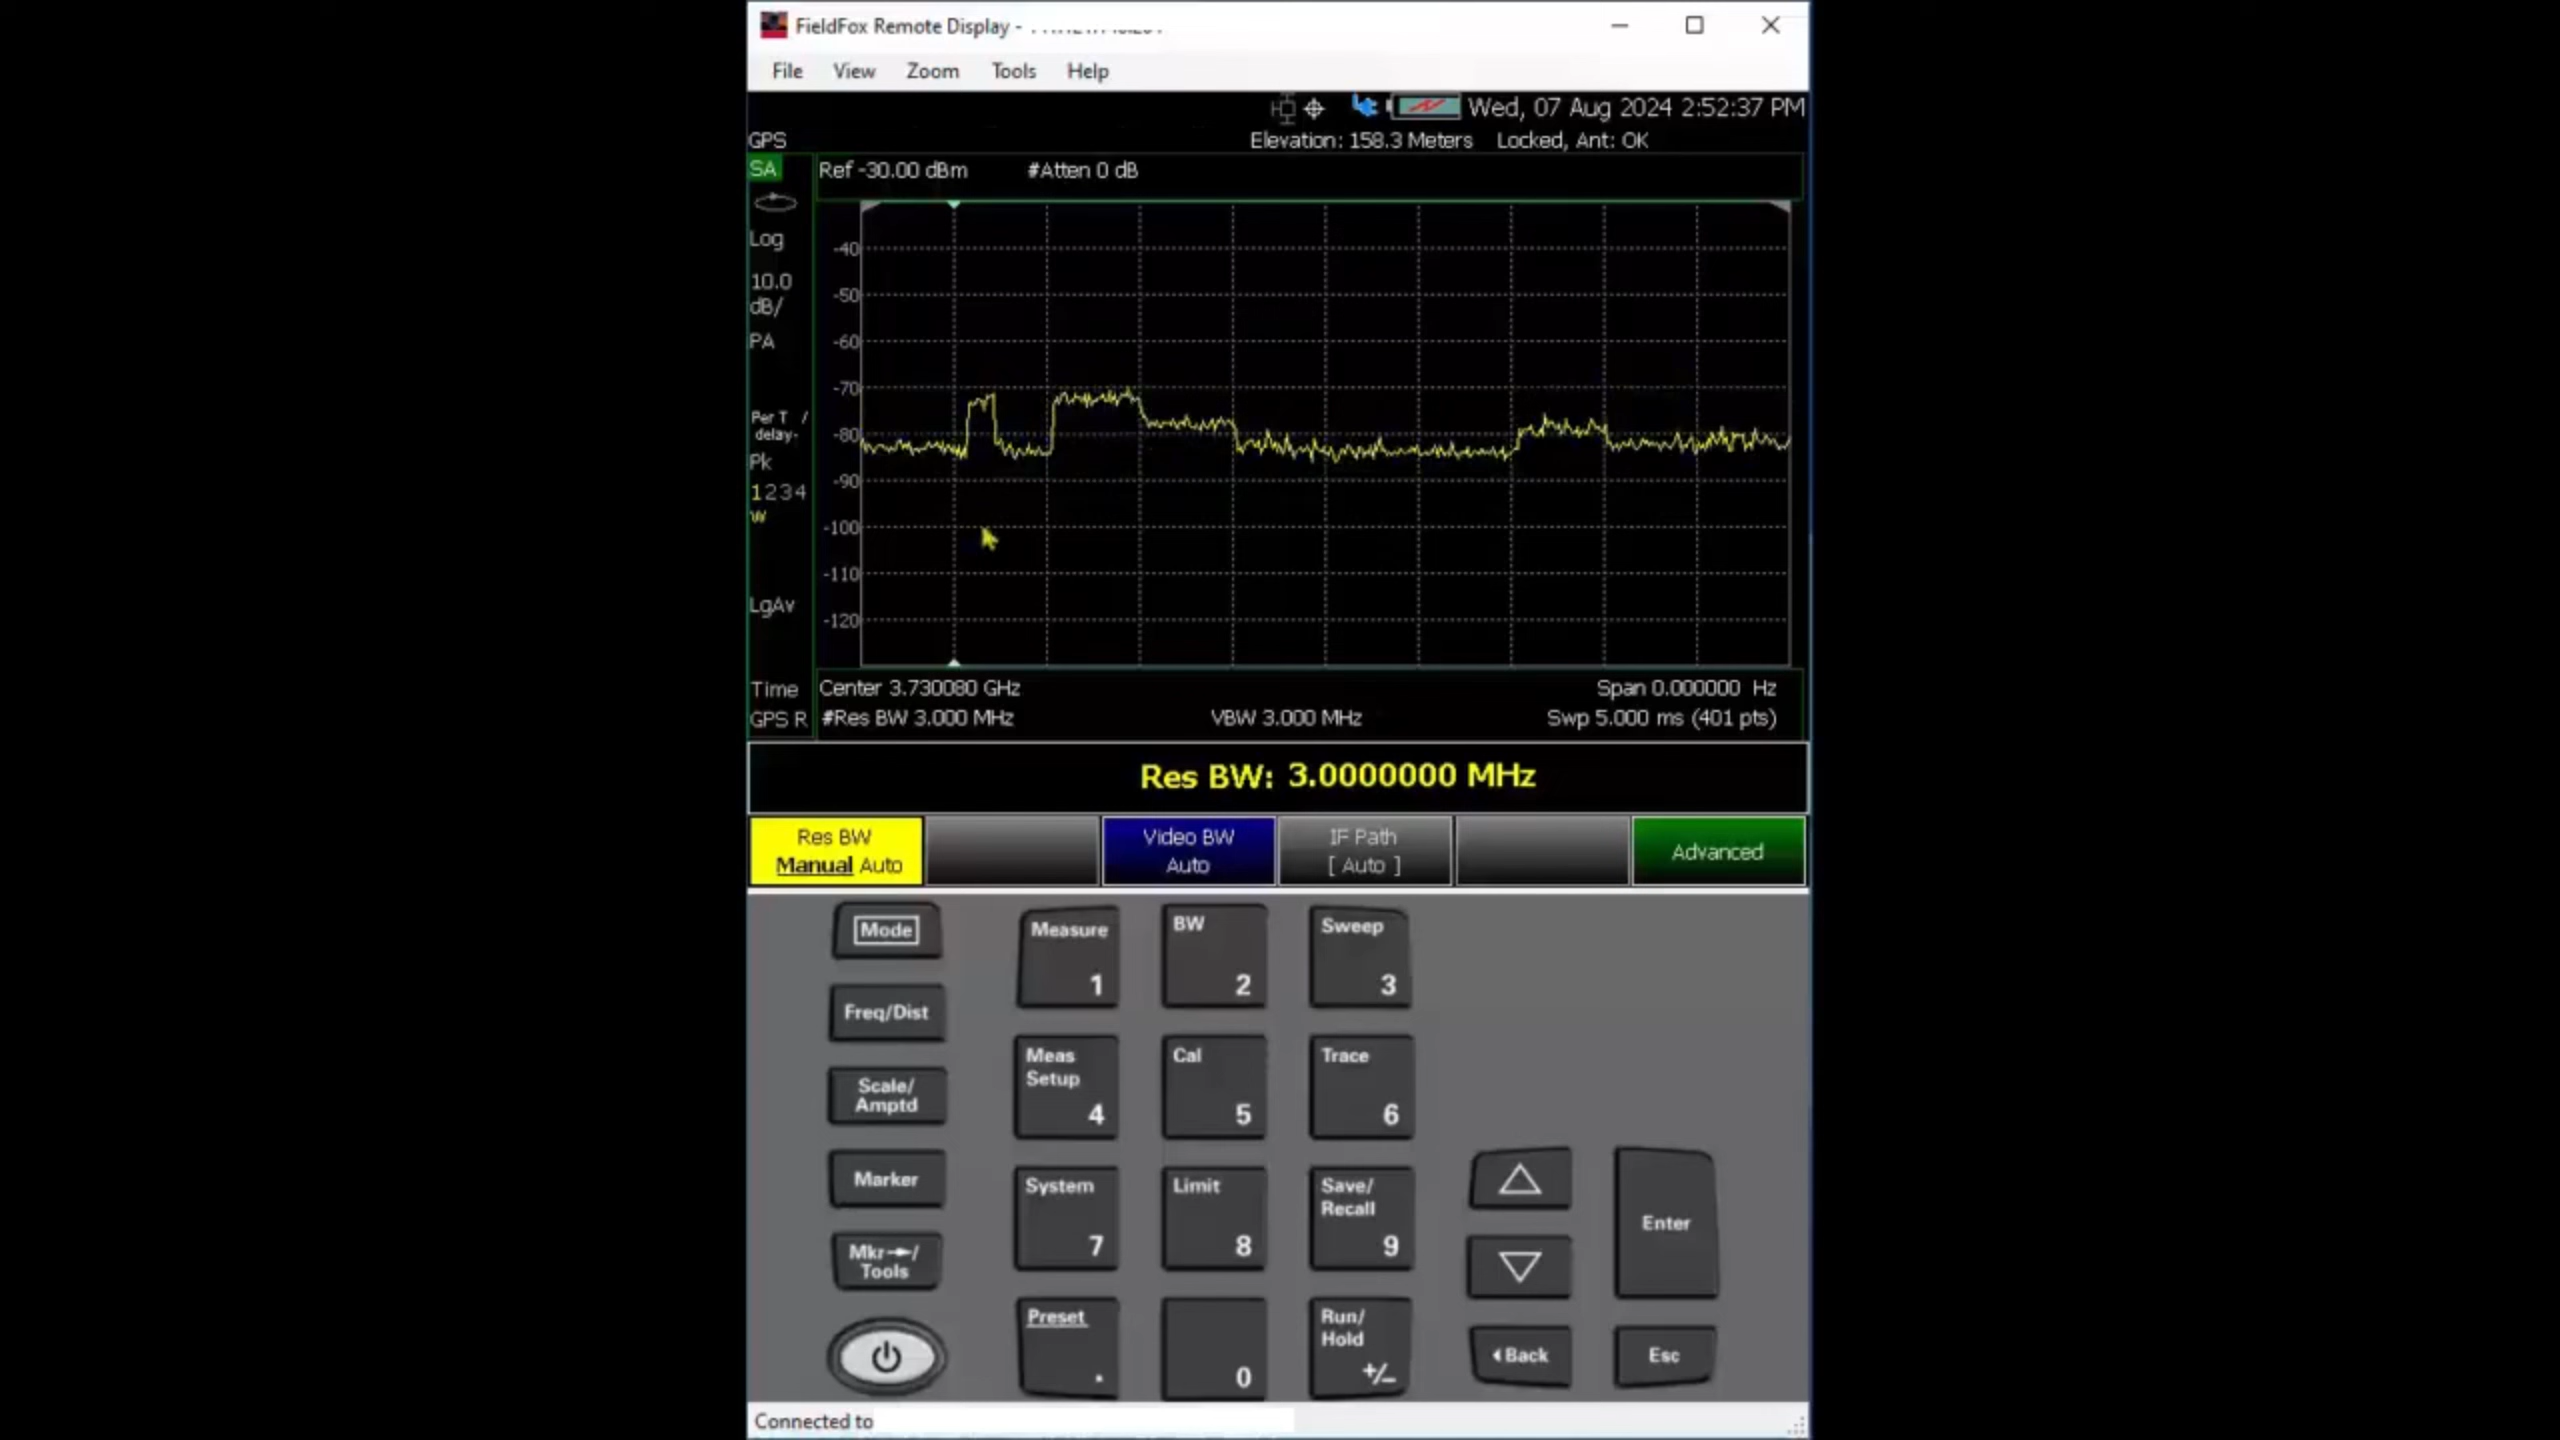 FieldFox Remote Display -
File View Zoom Tools Help
Wed, 07 Aug 2024 2:52:37 PM
GPS Elevation: 158.3 Meters Locked, Ant: OK
SA Ref -30.00 dBm #Atten 0 dB
Log
10.0
dB/
PA
Per T /
delay-
Pk
1234
W
LgAv
-40
-50
-60
-70
-80
-90
-100
-110
-120
Time Center 3.730080 GHz Span 0.000000 Hz
GPS R #Res BW 3.000 MHz VBW 3.000 MHz Swp 5.000 ms (401 pts)
Res BW: 3.0000000 MHz
Res BW
Manual Auto
Video BW
Auto
IF Path
[ Auto ]
Advanced
Mode
Freq/Dist
Scale/
Amptd
Marker
Mkr→/
Tools
Measure
1
BW
2
Sweep
3
Meas
Setup
4
Cal
5
Trace
6
System
7
Limit
8
Save/
Recall
9
Preset
.
0
Run/
Hold
+/-
Enter
Back
Esc
Connected to